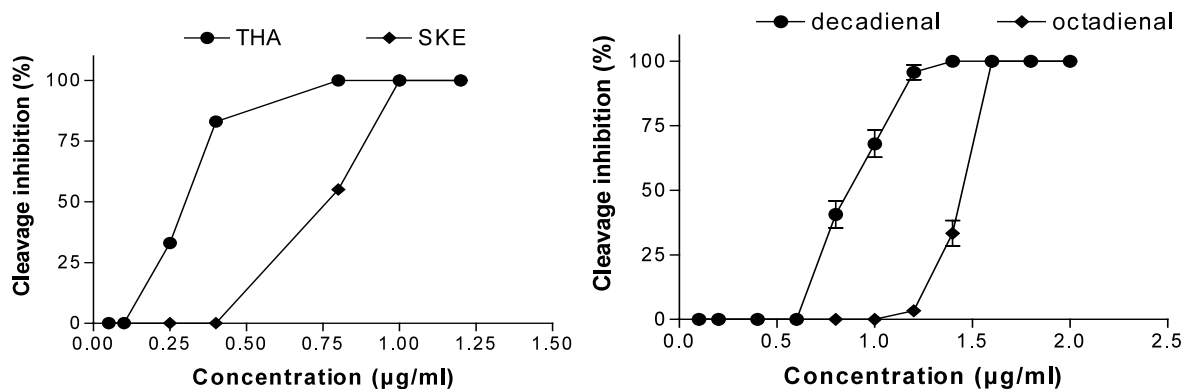 THA SKE
Cleavage inhibition (%)
100
75
50
25
0
0.00 0.25 0.50 0.75 1.00 1.25 1.50
Concentration (µg/ml)
decadienal octadienal
Cleavage inhibition (%)
100
75
50
25
0
0.0 0.5 1.0 1.5 2.0 2.5
Concentration (µg/ml)